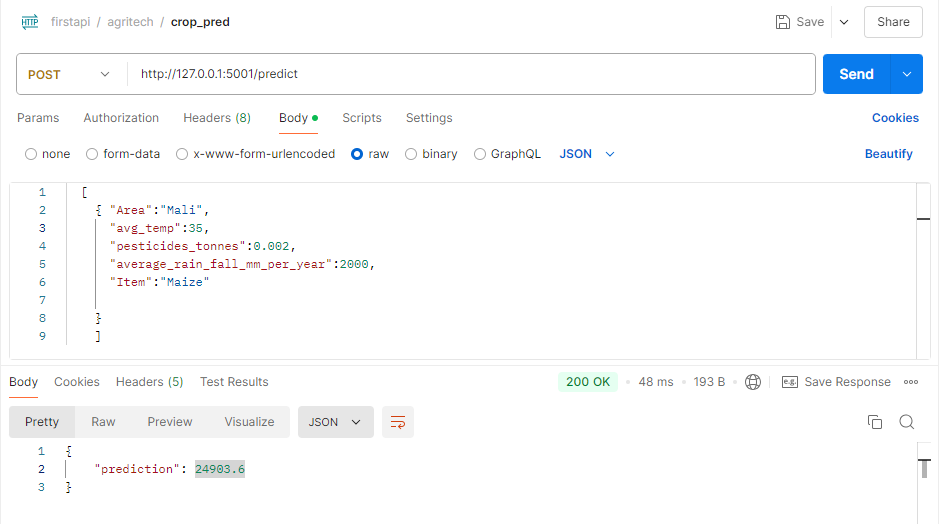 HTTP firstapi / agritech / crop_pred Save Share
POST http://127.0.0.1:5001/predict Send
Params Authorization Headers (8) Body Scripts Settings Cookies
none form-data x-www-form-urlencoded raw binary GraphQL JSON Beautify
1 [
2 { "Area":"Mali",
3 "avg_temp":35,
4 "pesticides_tonnes":0.002,
5 "average_rain_fall_mm_per_year":2000,
6 "Item":"Maize"
7
8 }
9 ]
Body Cookies Headers (5) Test Results 200 OK 48 ms 193 B e.g. Save Response
Pretty Raw Preview Visualize JSON
1 {
2 "prediction": 24903.6
3 }